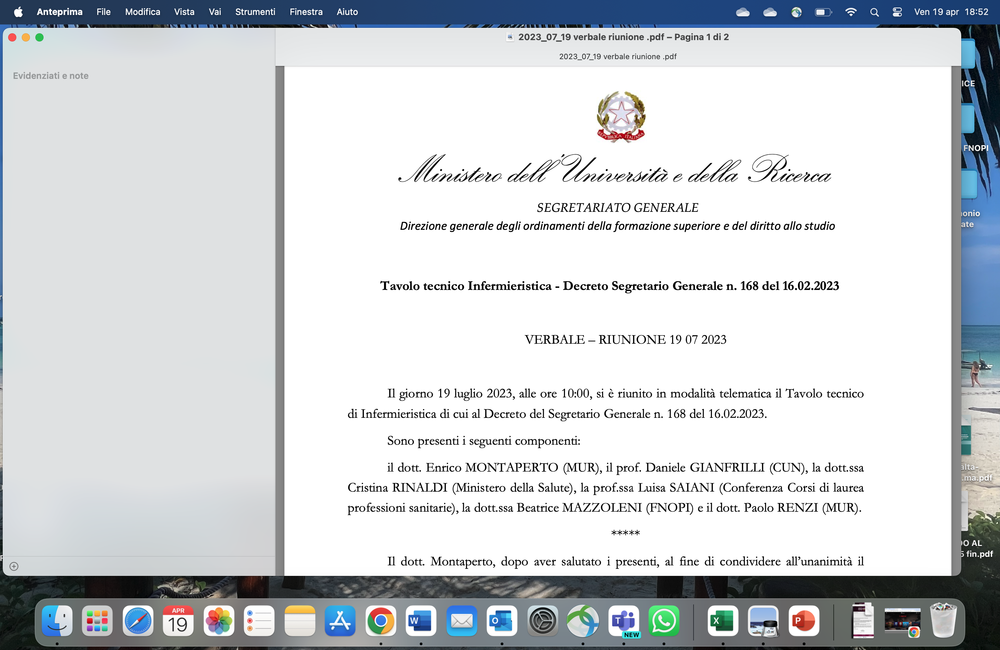 Anteprima File Modifica Vista Vai Strumenti Finestra Aiuto Ven 19 apr 18:52
2023_07_19 verbale riunione .pdf – Pagina 1 di 2
2023_07_19 verbale riunione .pdf
Evidenziati e note
REPVBBLICA ITALIANA
Ministero dell'Università e della Ricerca
SEGRETARIATO GENERALE
Direzione generale degli ordinamenti della formazione superiore e del diritto allo studio
Tavolo tecnico Infermieristica - Decreto Segretario Generale n. 168 del 16.02.2023
VERBALE – RIUNIONE 19 07 2023
Il giorno 19 luglio 2023, alle ore 10:00, si è riunito in modalità telematica il Tavolo tecnico
di Infermieristica di cui al Decreto del Segretario Generale n. 168 del 16.02.2023.
Sono presenti i seguenti componenti:
il dott. Enrico MONTAPERTO (MUR), il prof. Daniele GIANFRILLI (CUN), la dott.ssa
Cristina RINALDI (Ministero della Salute), la prof.ssa Luisa SAIANI (Conferenza Corsi di laurea
professioni sanitarie), la dott.ssa Beatrice MAZZOLENI (FNOPI) e il dott. Paolo RENZI (MUR).
*****
Il dott. Montaperto, dopo aver salutato i presenti, al fine di condividere all’unanimità il
ICE
FNOPI
onio
ate
alta-
.ma.pdf
DO AL
5 fin.pdf
APR
19
W
O
T
NEW
X
P